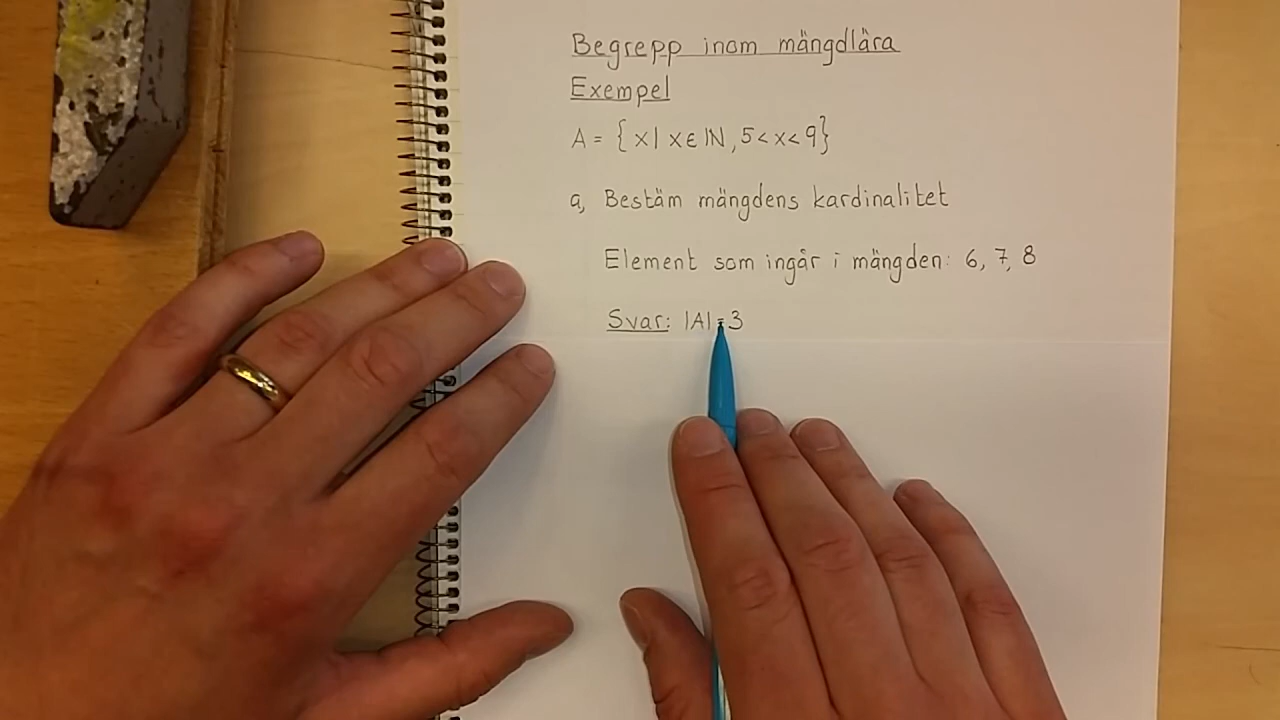 Begrepp inom mängdlära
Exempel
A = { x | x ∈ ℕ, 5 < x < 9}
a, Bestäm mängdens kardinalitet
Element som ingår i mängden: 6, 7, 8
Svar: |A| = 3